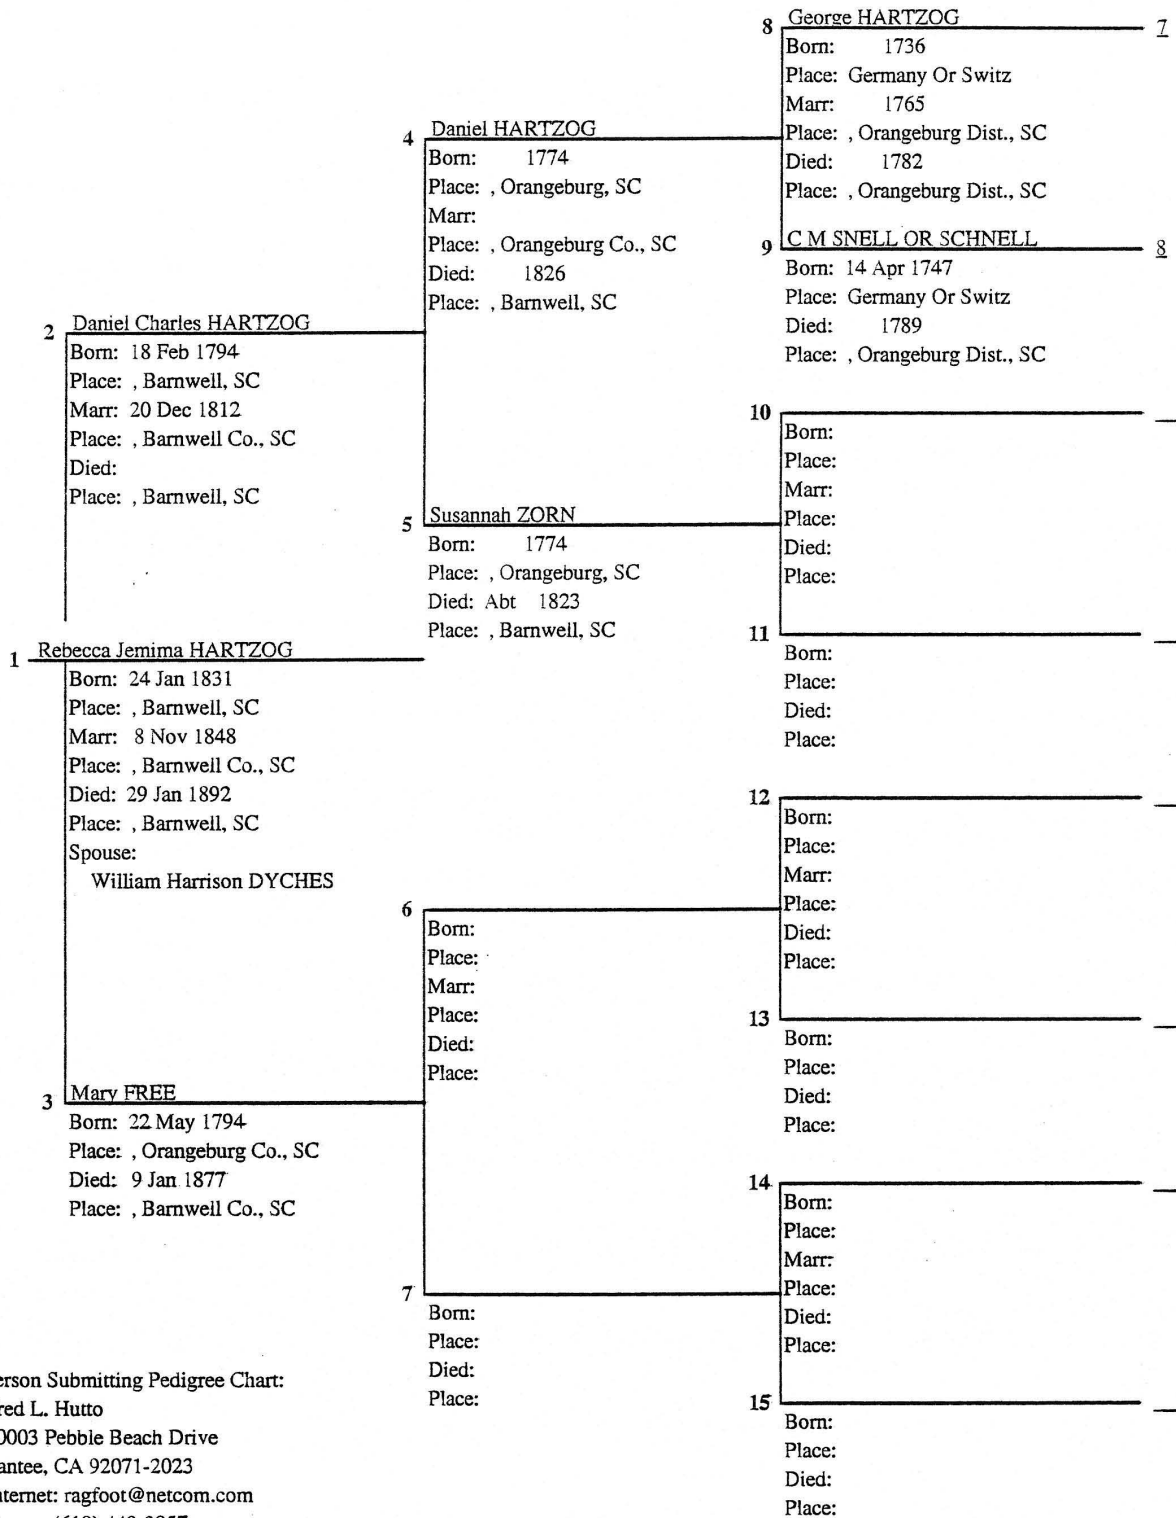 8 George HARTZOG 7
Born: 1736
Place: Germany Or Switz
Marr: 1765
Place: , Orangeburg Dist., SC
Died: 1782
Place: , Orangeburg Dist., SC
4 Daniel HARTZOG
Born: 1774
Place: , Orangeburg, SC
Marr:
Place: , Orangeburg Co., SC
Died: 1826
Place: , Barnwell, SC
9 C M SNELL OR SCHNELL 8
Born: 14 Apr 1747
Place: Germany Or Switz
Died: 1789
Place: , Orangeburg Dist., SC
2 Daniel Charles HARTZOG
Born: 18 Feb 1794
Place: , Barnwell, SC
Marr: 20 Dec 1812
Place: , Barnwell Co., SC
Died:
Place: , Barnwell, SC
10
Born:
Place:
Marr:
Place:
Died:
Place:
5 Susannah ZORN
Born: 1774
Place: , Orangeburg, SC
Died: Abt 1823
Place: , Barnwell, SC
11
Born:
Place:
Died:
Place:
1 Rebecca Jemima HARTZOG
Born: 24 Jan 1831
Place: , Barnwell, SC
Marr: 8 Nov 1848
Place: , Barnwell Co., SC
Died: 29 Jan 1892
Place: , Barnwell, SC
Spouse:
William Harrison DYCHES
12
Born:
Place:
Marr:
Place:
Died:
Place:
6
Born:
Place:
Marr:
Place:
Died:
Place:
13
Born:
Place:
Died:
Place:
3 Mary FREE
Born: 22 May 1794
Place: , Orangeburg Co., SC
Died: 9 Jan 1877
Place: , Barnwell Co., SC
14
Born:
Place:
Marr:
Place:
Died:
Place:
7
Born:
Place:
Died:
Place:
15
Born:
Place:
Died:
Place:
erson Submitting Pedigree Chart:
red L. Hutto
0003 Pebble Beach Drive
antee, CA 92071-2023
nternet: ragfoot@netcom.com